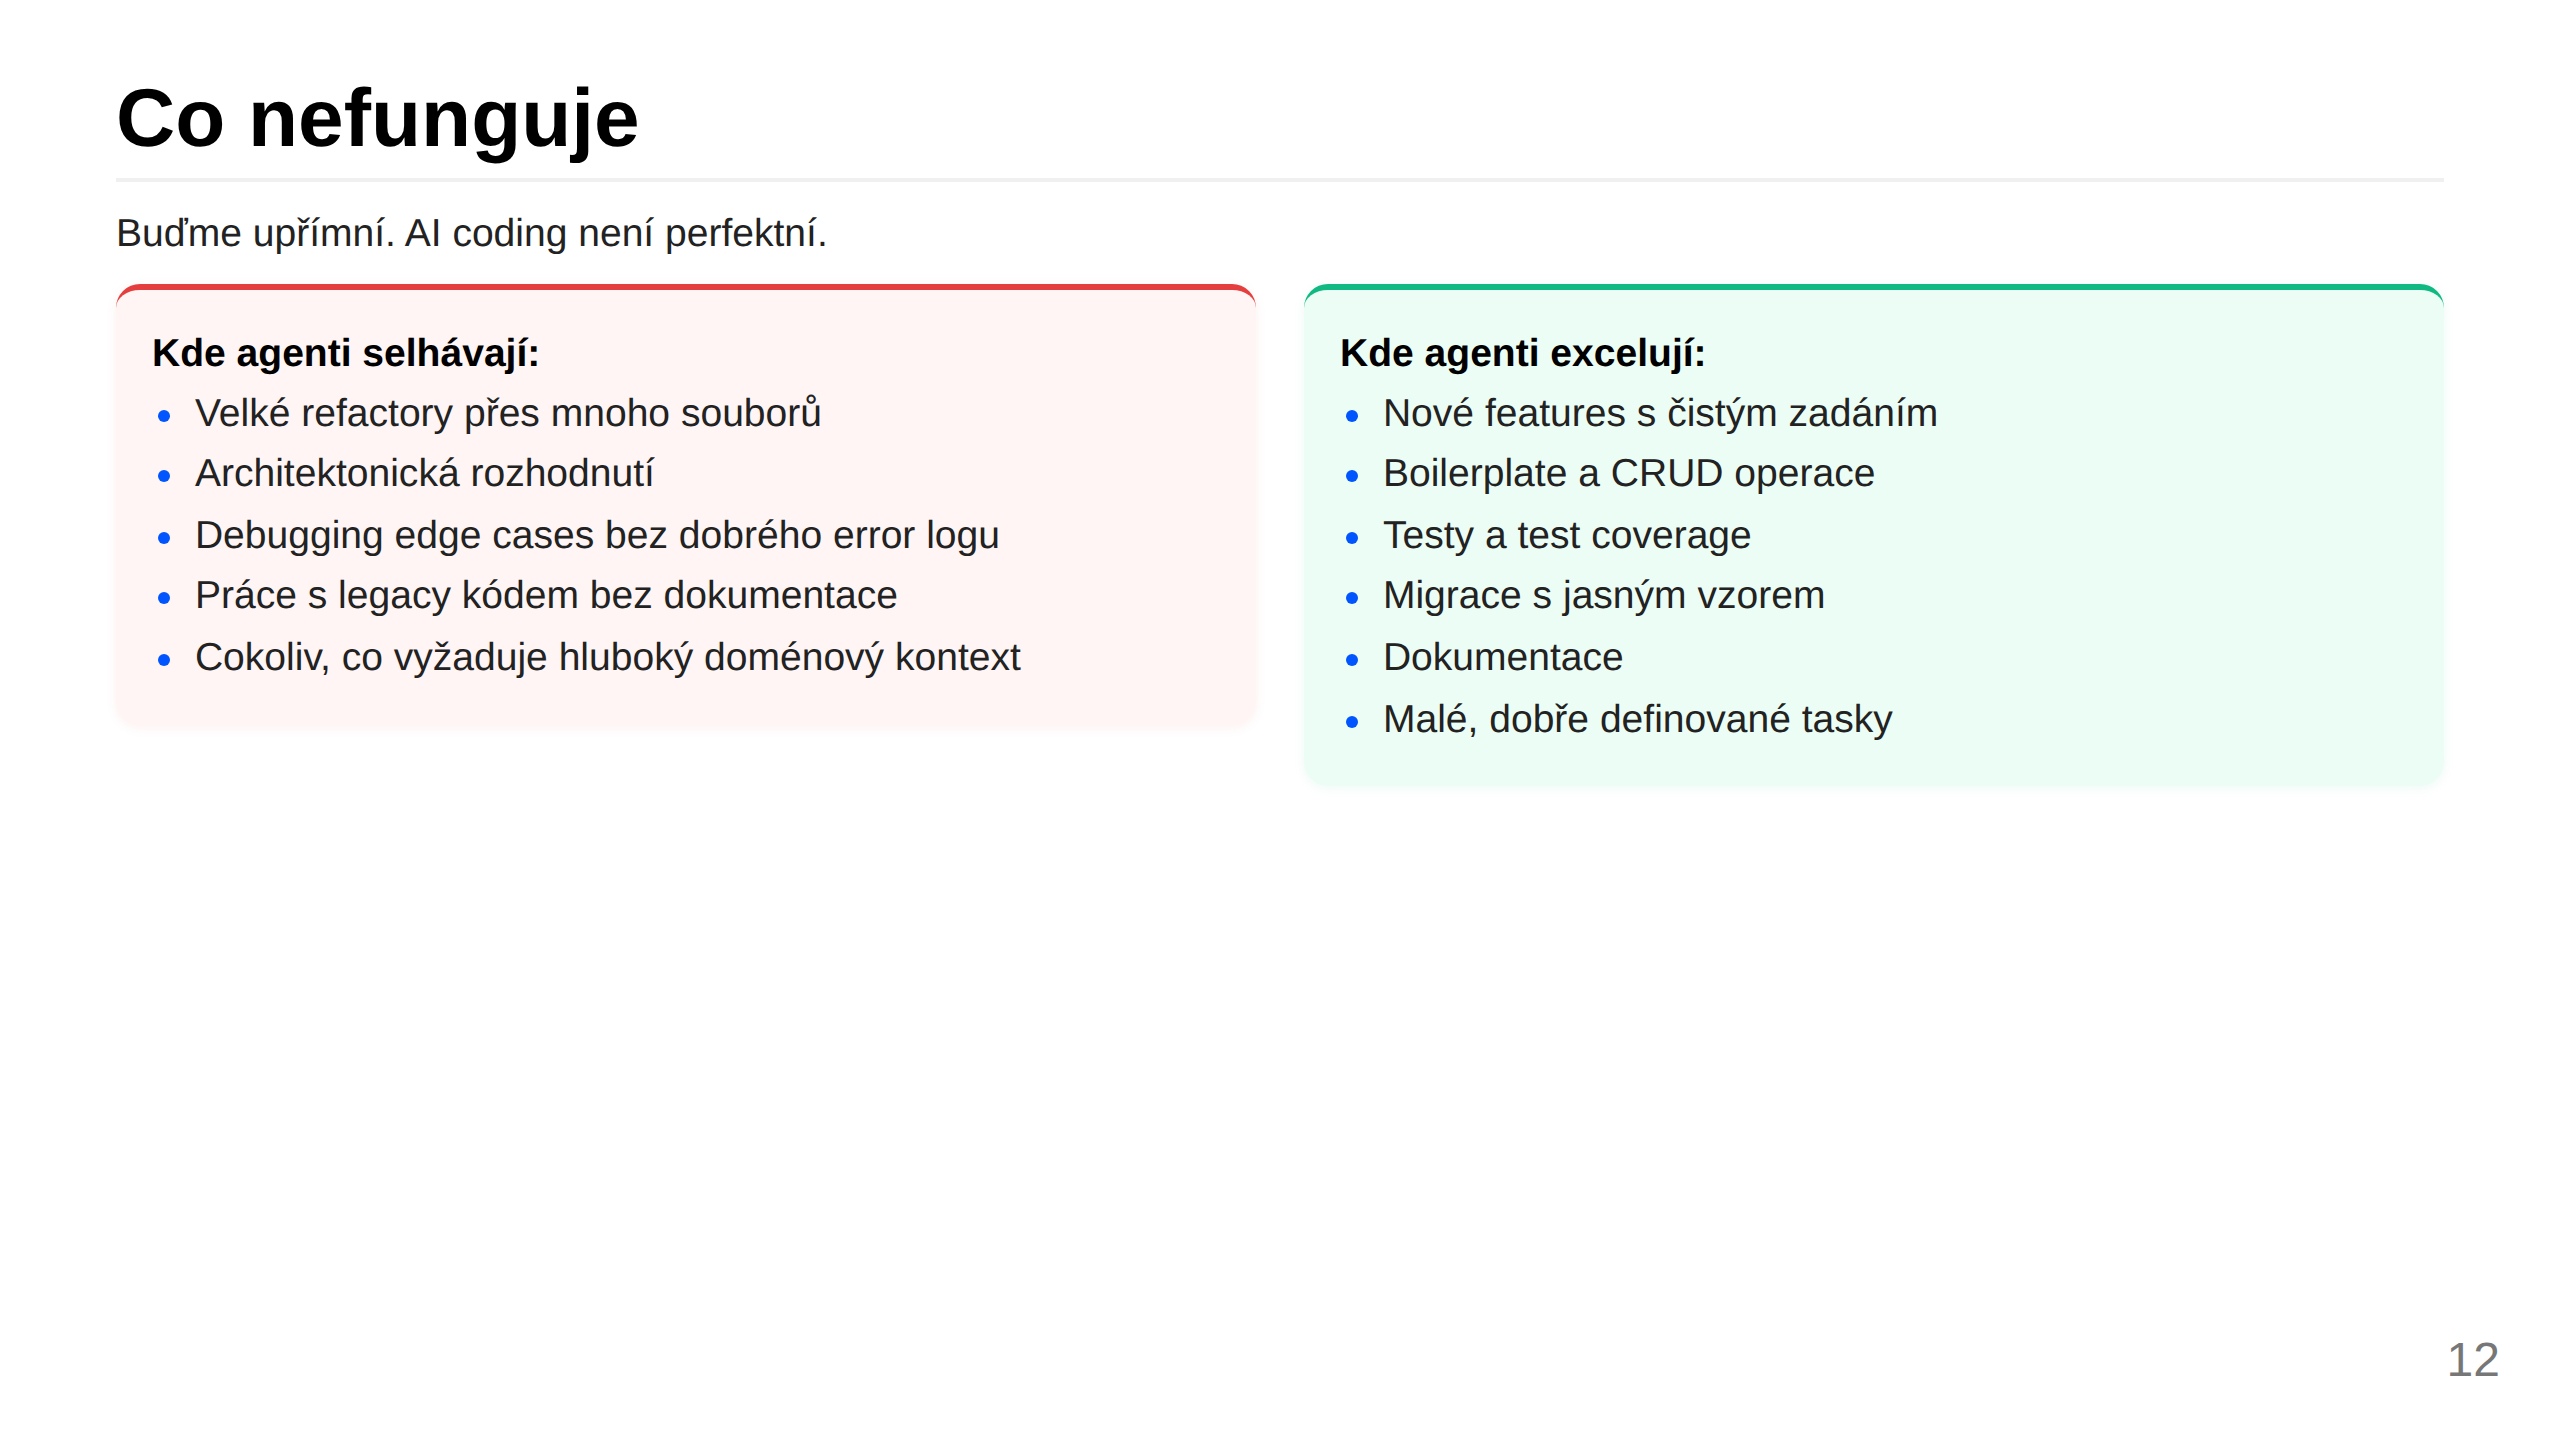 Co nefunguje
Buďme upřímní. AI coding není perfektní.
Kde agenti selhávají:
Velké refactory přes mnoho souborů
Architektonická rozhodnutí
Debugging edge cases bez dobrého error logu
Práce s legacy kódem bez dokumentace
Cokoliv, co vyžaduje hluboký doménový kontext
Kde agenti excelují:
Nové features s čistým zadáním
Boilerplate a CRUD operace
Testy a test coverage
Migrace s jasným vzorem
Dokumentace
Malé, dobře definované tasky
12